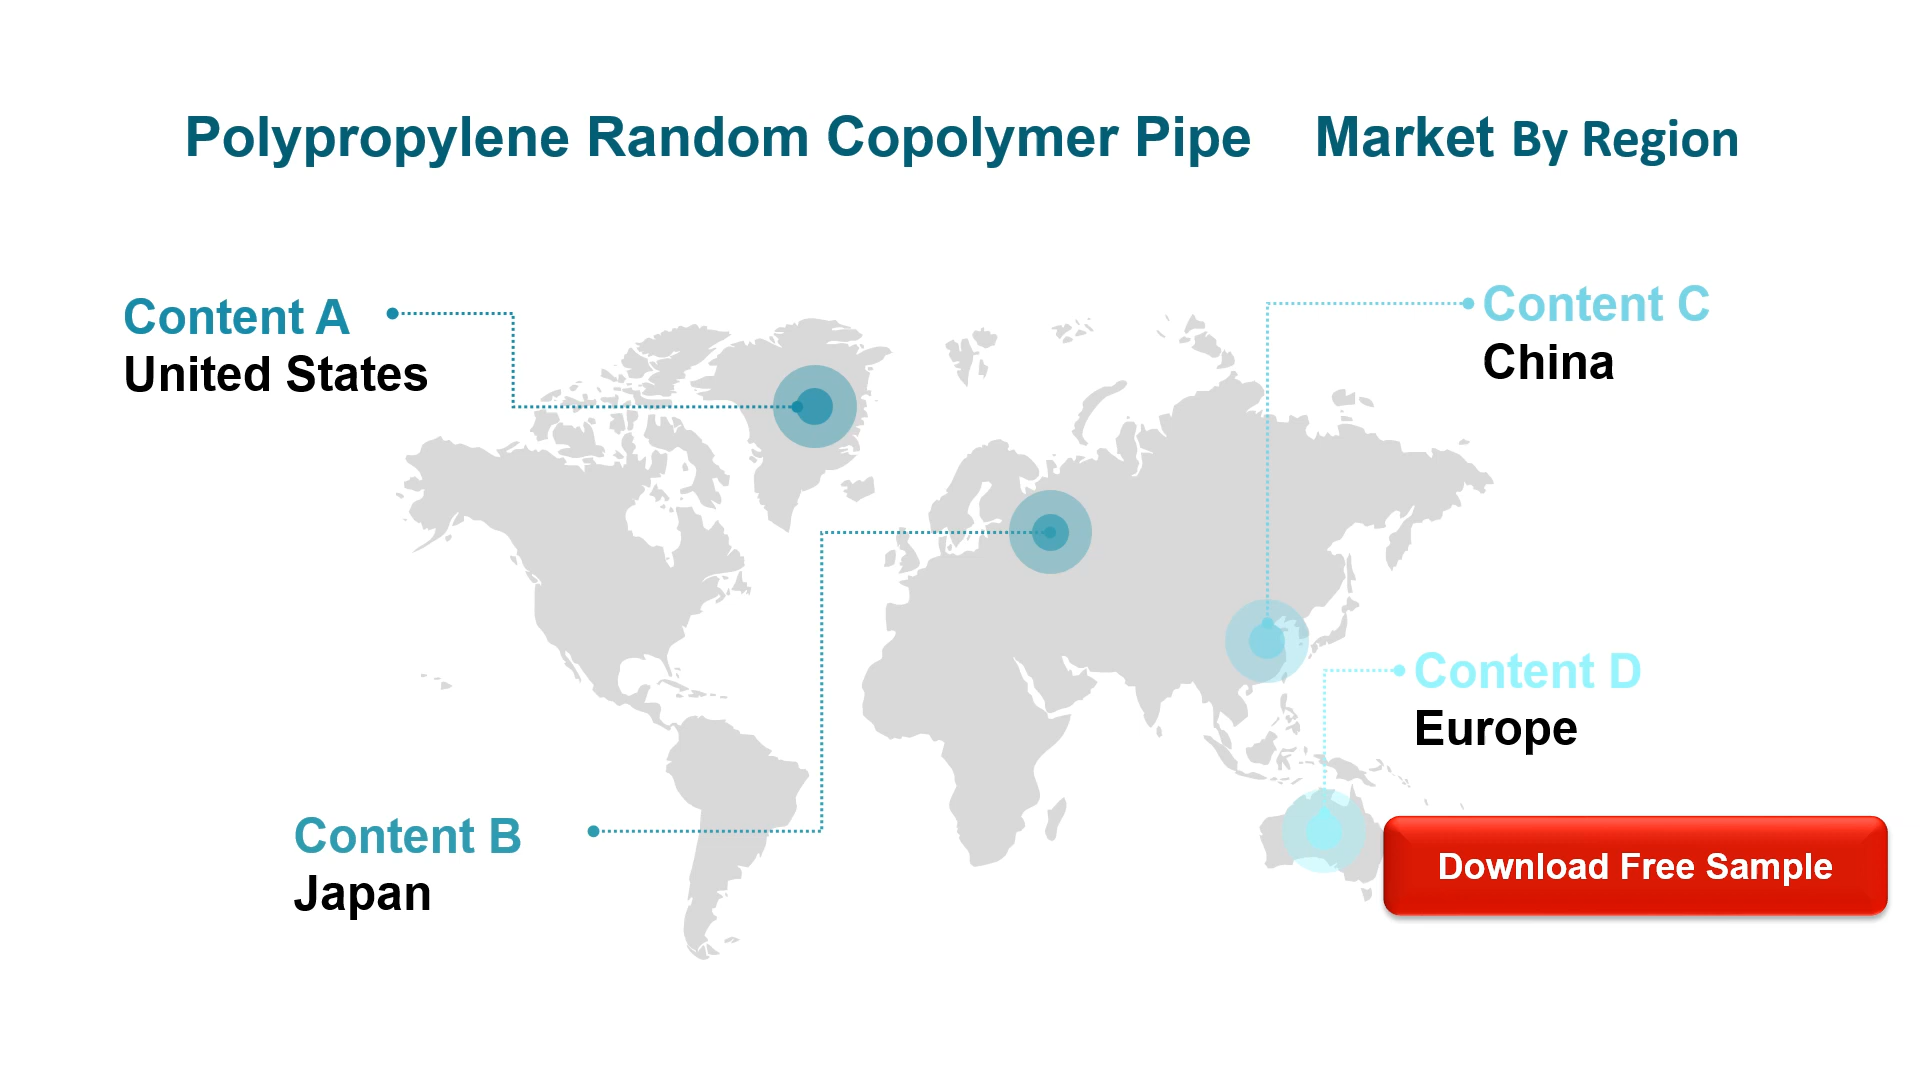 Polypropylene Random Copolymer Pipe Market By Region
Content A
United States
Content C
China
Content D
Europe
Content B
Japan
Download Free Sample